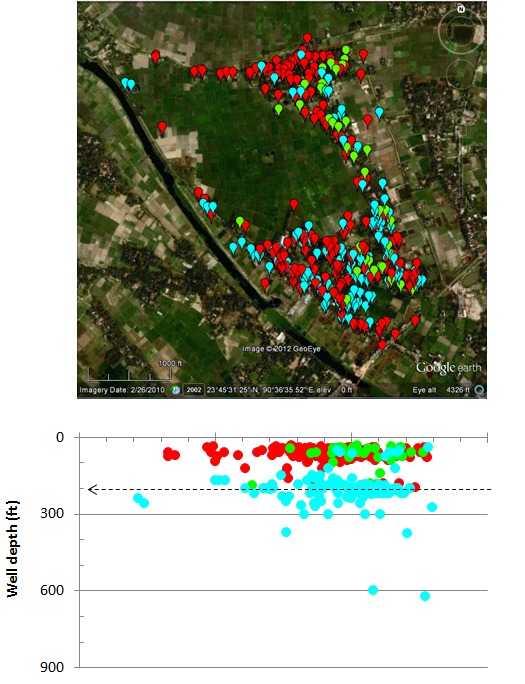 N
Image © 2012 GeoEye
1000 ft
Google earth
Imagery Date: 2/26/2010 2002 23°45'31.25" N, 90°36'35.52" E elev 0 ft Eye alt 4326 ft
0
300
600
900
Well depth (ft)